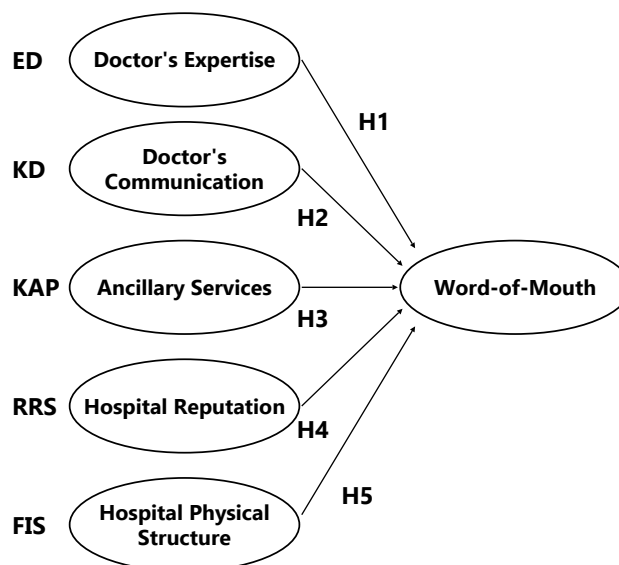 ED
Doctor's Expertise
H1
KD
Doctor's
Communication
H2
KAP
Ancillary Services
Word-of-Mouth
H3
RRS
Hospital Reputation
H4
H5
FIS
Hospital Physical
Structure